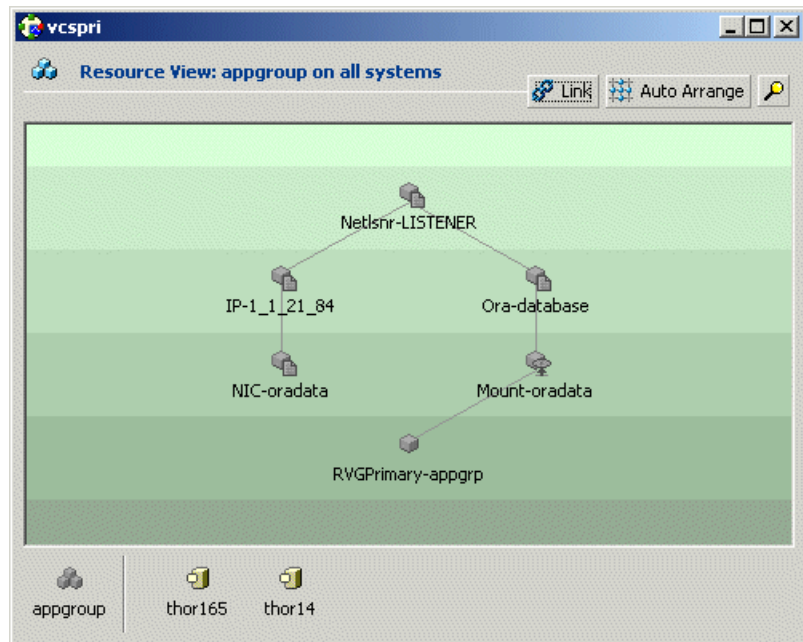 vcspri
Resource View: appgroup on all systems
Link
Auto Arrange
Netlsnr-LISTENER
IP-1_1_21_84
Ora-database
NIC-oradata
Mount-oradata
RVGPrimary-appgrp
appgroup
thor165
thor14